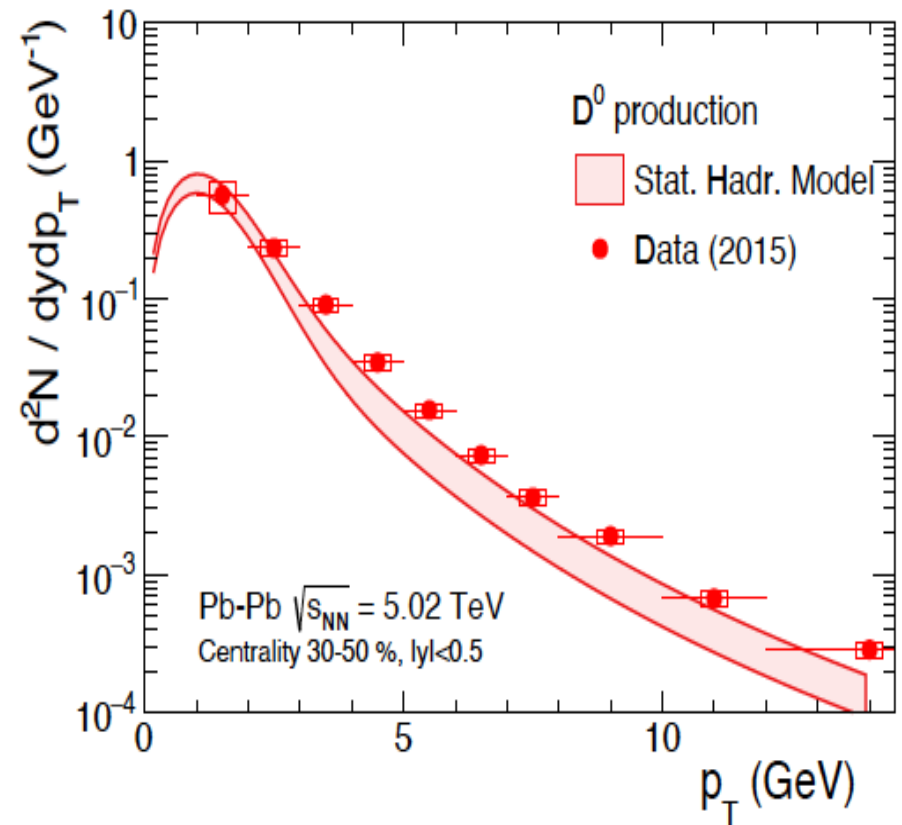 d²N / dydp_T (GeV⁻¹)
10
1
10⁻¹
10⁻²
10⁻³
10⁻⁴
D⁰ production
Stat. Hadr. Model
Data (2015)
Pb-Pb √s_NN = 5.02 TeV
Centrality 30-50 %, |y|<0.5
0 5 10
p_T (GeV)